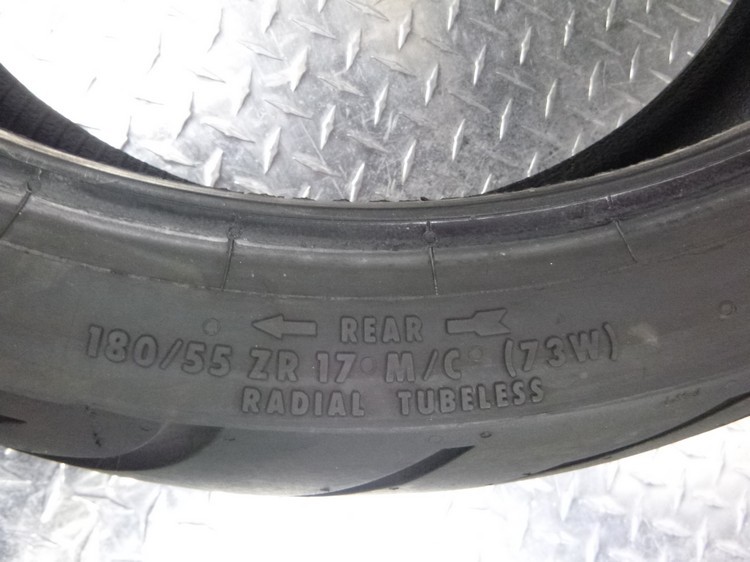 REAR
180/55 ZR 17 M/C (73W)
RADIAL TUBELESS